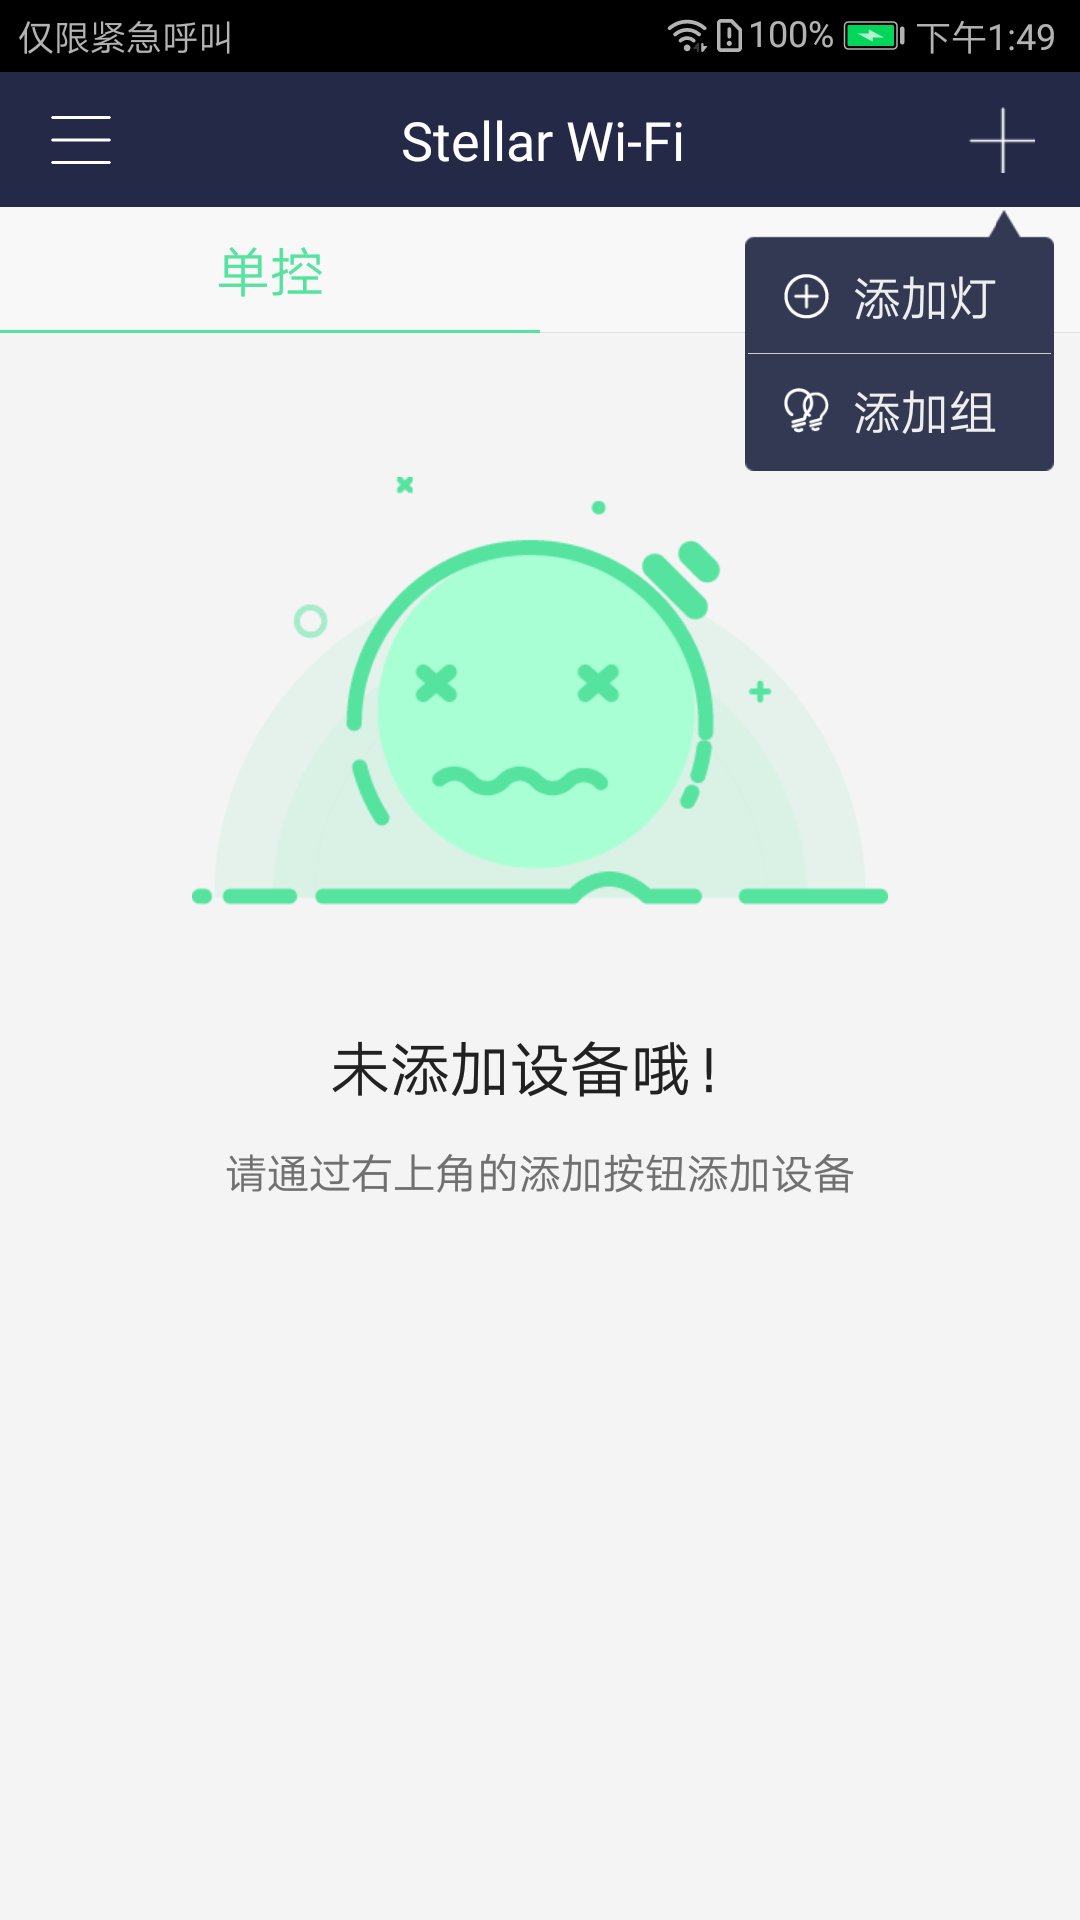 仅限紧急呼叫 100% 下午1:49
Stellar Wi-Fi
单控
添加灯
添加组
未添加设备哦！
请通过右上角的添加按钮添加设备